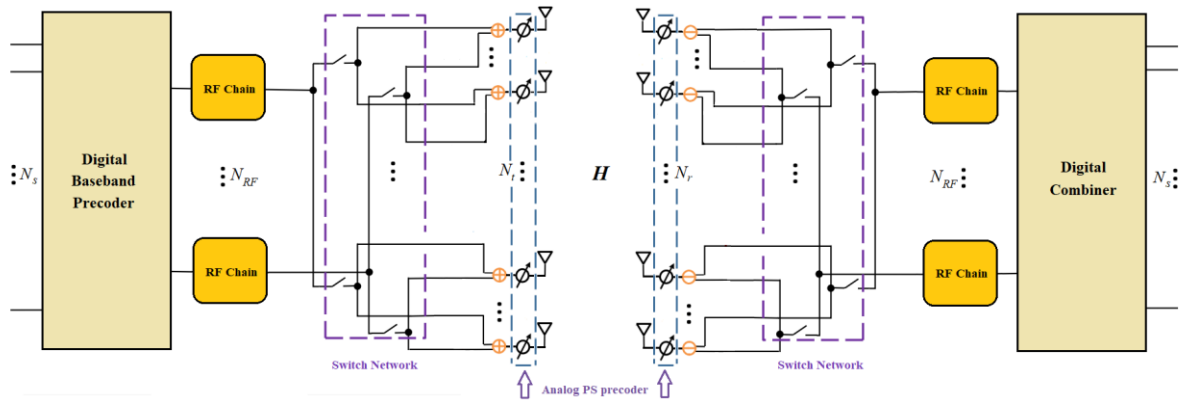 RF Chain
RF Chain
Digital
Baseband
Precoder
Digital
Combiner
⋮ N_s
⋮ N_RF
N_t ⋮
H
⋮ N_r
N_RF ⋮
N_s ⋮
RF Chain
RF Chain
Switch Network
Switch Network
Analog PS precoder